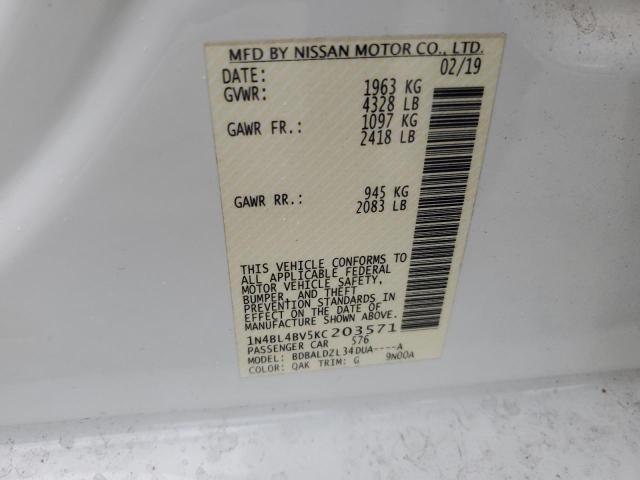 MFD BY NISSAN MOTOR CO., LTD.
DATE: 02/19
GVWR: 1963 KG
4328 LB
GAWR FR.: 1097 KG
2418 LB
GAWR RR.: 945 KG
2083 LB
THIS VEHICLE CONFORMS TO
ALL APPLICABLE FEDERAL
MOTOR VEHICLE SAFETY,
BUMPER, AND THEFT
PREVENTION STANDARDS IN
EFFECT ON THE DATE OF
MANUFACTURE SHOWN ABOVE.
1N4BL4BV5KC203571
PASSENGER CAR 576
MODEL: BDBALDZL34DUA----A
COLOR: QAK TRIM: G 9N00A